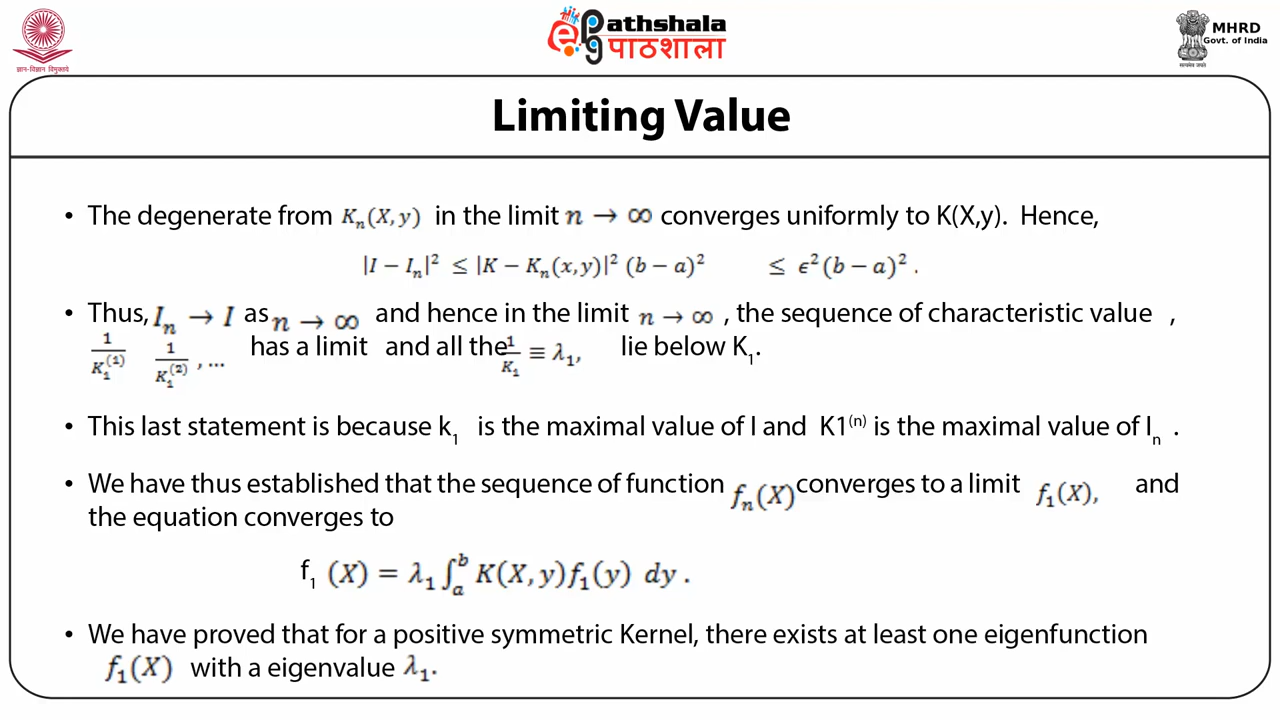 ePG Pathshala
पाठशाला
MHRD
Govt. of India
ज्ञान-विज्ञान विमुक्तये
सत्यमेव जयते
Limiting Value
• The degenerate from Kₙ(X, y) in the limit n → ∞ converges uniformly to K(X,y). Hence,
|I − Iₙ|² ≤ |K − Kₙ(x, y)|² (b − a)² ≤ ϵ²(b − a)² .
• Thus, Iₙ → I as n → ∞ and hence in the limit n → ∞ , the sequence of characteristic value ,
1/K₁⁽¹⁾ 1/K₁⁽²⁾ , ... has a limit and all the 1/K₁ ≡ λ₁, lie below K₁.
• This last statement is because k₁ is the maximal value of I and K1⁽ⁿ⁾ is the maximal value of Iₙ .
• We have thus established that the sequence of function fₙ(X) converges to a limit f₁(X), and
the equation converges to
f₁ (X) = λ₁ ∫ₐᵇ K(X, y)f₁(y) dy .
• We have proved that for a positive symmetric Kernel, there exists at least one eigenfunction
f₁(X) with a eigenvalue λ₁.